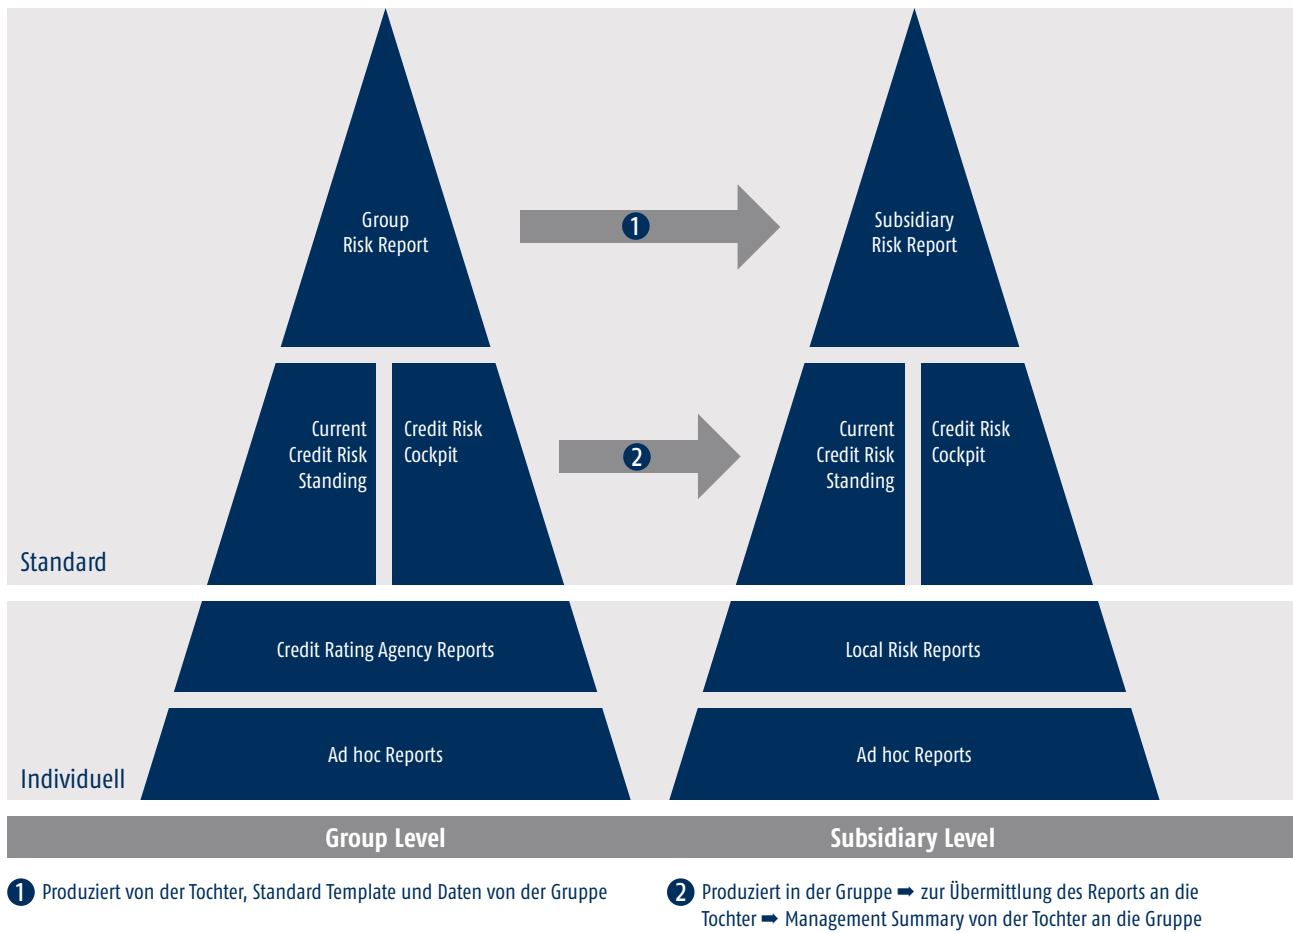 Group
Risk Report
1
Subsidiary
Risk Report
Current
Credit Risk
Standing
Credit Risk
Cockpit
2
Current
Credit Risk
Standing
Credit Risk
Cockpit
Standard
Credit Rating Agency Reports
Local Risk Reports
Ad hoc Reports
Ad hoc Reports
Individuell
Group Level
Subsidiary Level
1 Produziert von der Tochter, Standard Template und Daten von der Gruppe
2 Produziert in der Gruppe ➡ zur Übermittlung des Reports an die
Tochter ➡ Management Summary von der Tochter an die Gruppe